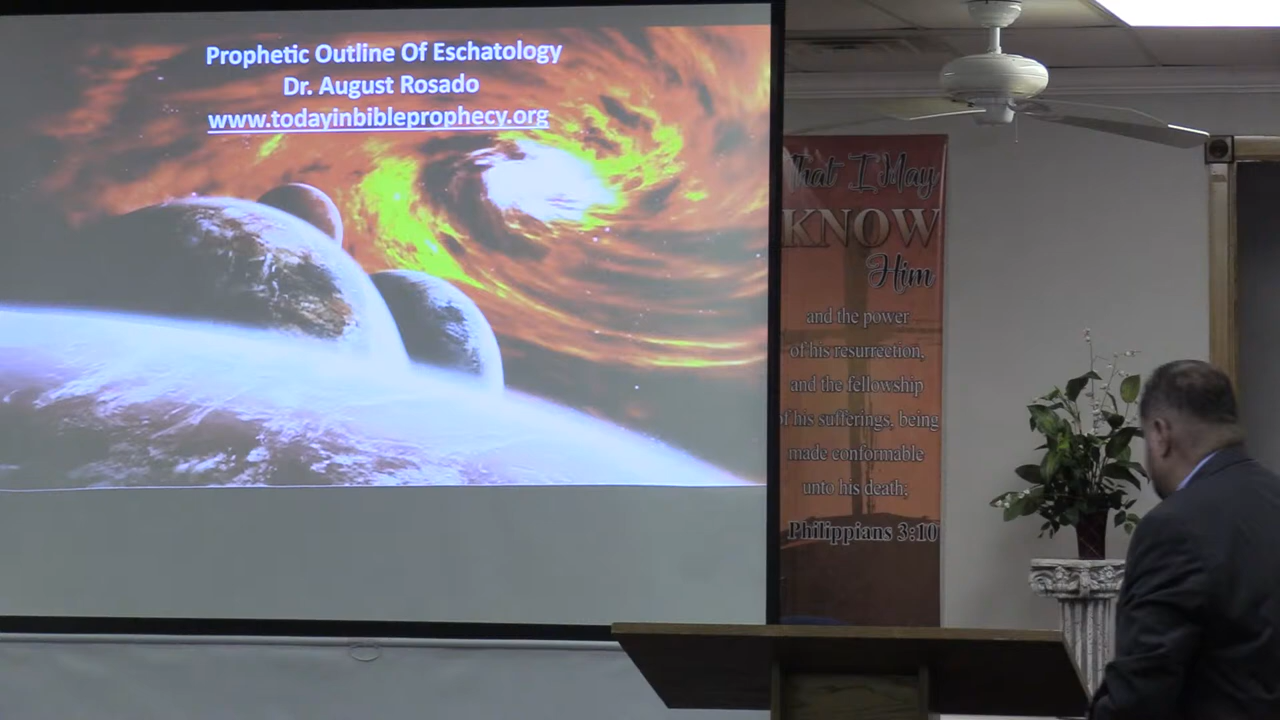 Prophetic Outline Of Eschatology
Dr. August Rosado
www.todayinbibleprophecy.org
That I May
KNOW
Him
and the power
of his resurrection,
and the fellowship
of his sufferings, being
made conformable
unto his death;
Philippians 3:10